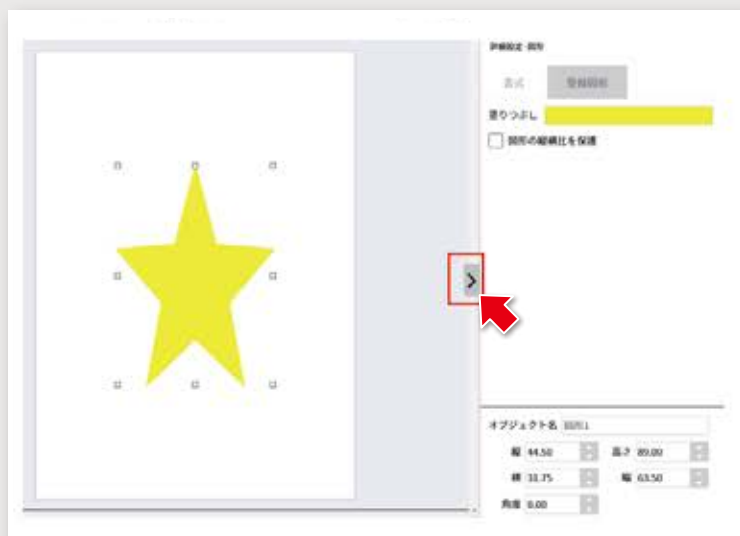 詳細設定-図形
書式 登録図形
塗りつぶし
図形の縦横比を保護
オブジェクト名 図形1
縦 44.50 高さ 89.00
横 31.75 幅 63.50
角度 0.00